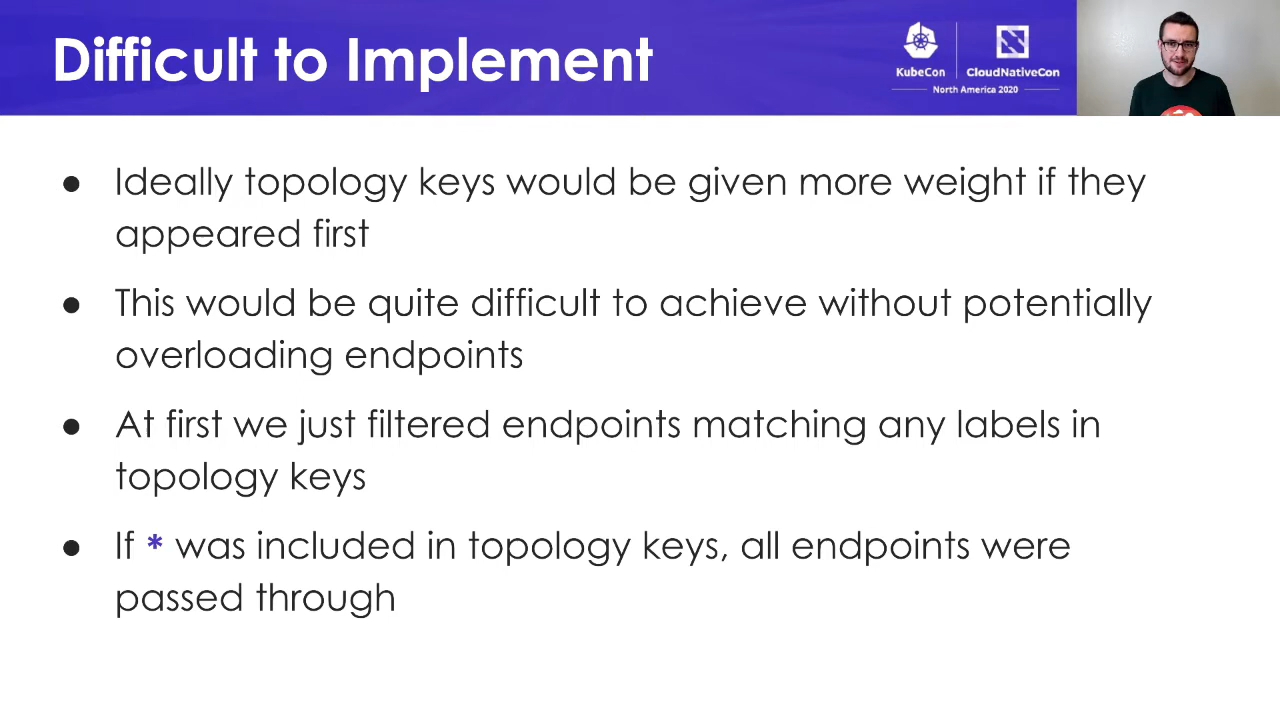 Difficult to Implement
KubeCon
CloudNativeCon
North America 2020
● Ideally topology keys would be given more weight if they
appeared first
● This would be quite difficult to achieve without potentially
overloading endpoints
● At first we just filtered endpoints matching any labels in
topology keys
● If * was included in topology keys, all endpoints were
passed through